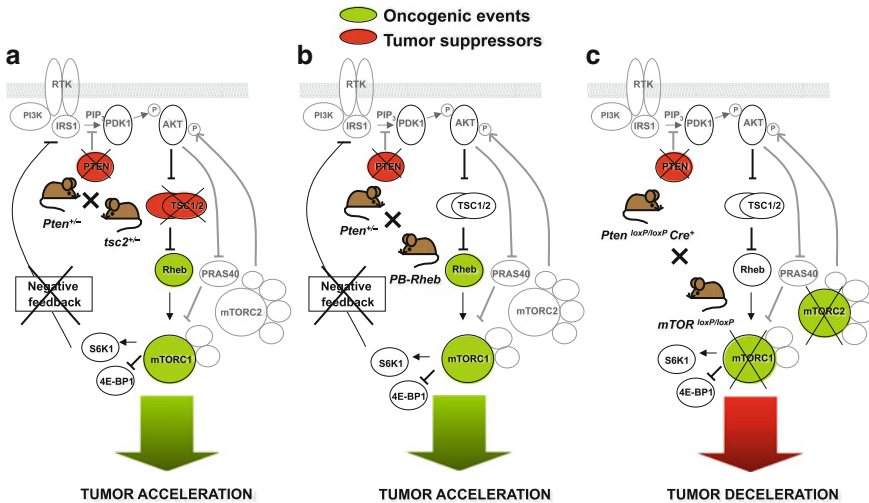 Oncogenic events
Tumor suppressors
a
RTK
PI3K
IRS1
PIP3
PDK1
P
AKT
P
PTEN
TSC1/2
Pten+/−
tsc2+/−
Rheb
PRAS40
Negative
feedback
mTORC2
S6K1
mTORC1
4E-BP1
TUMOR ACCELERATION
b
RTK
PI3K
IRS1
PIP3
PDK1
P
AKT
P
PTEN
TSC1/2
Pten+/−
PB-Rheb
Rheb
PRAS40
Negative
feedback
mTORC2
S6K1
mTORC1
4E-BP1
TUMOR ACCELERATION
c
RTK
PI3K
IRS1
PIP3
PDK1
P
AKT
P
PTEN
TSC1/2
Pten loxP/loxP Cre+
Rheb
PRAS40
mTOR loxP/loxP
mTORC2
S6K1
mTORC1
4E-BP1
TUMOR DECELERATION